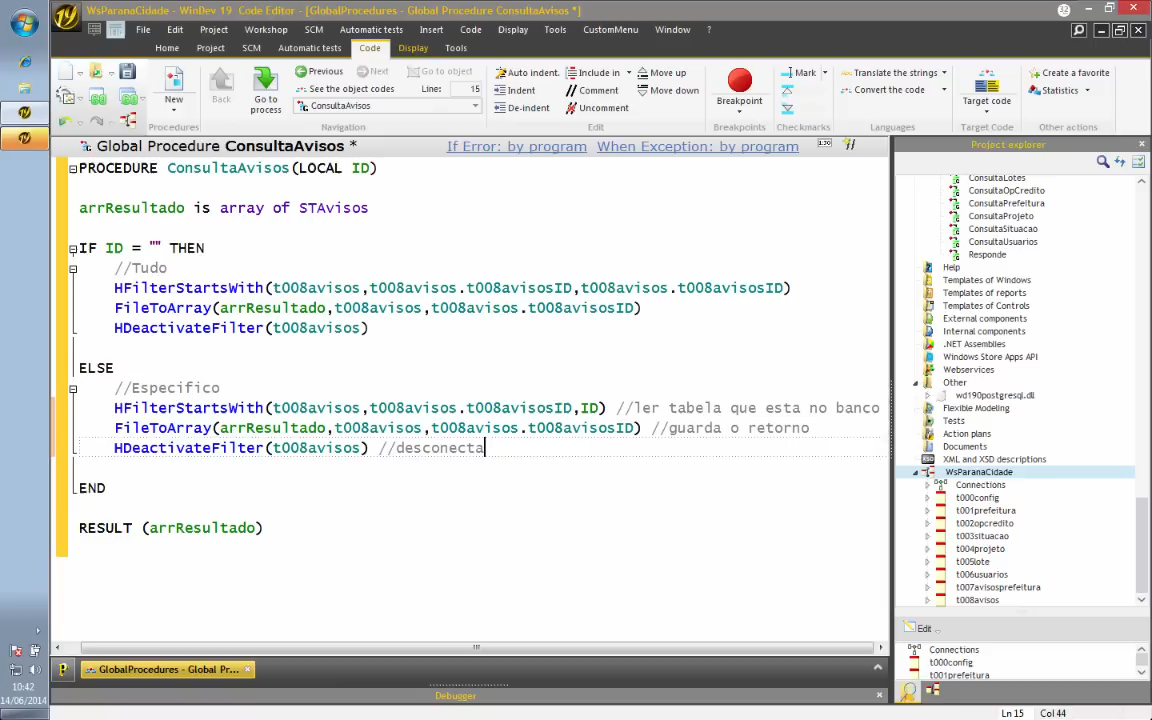 WsParanaCidade - WinDev 19 Code Editor - [GlobalProcedures - Global Procedure ConsultaAvisos *]
32
File Edit Project Workshop SCM Automatic tests Insert Code Display Tools CustomMenu Window ?
Home Project SCM Automatic tests Code Display Tools
New
Procedures
Back
Go to process
Previous Next Go to object
See the object codes Line: 15
ConsultaAvisos
Navigation
Auto indent. Include in Move up
Indent Comment Move down
De-indent Uncomment
Edit
Breakpoint
Breakpoints
Mark
Checkmarks
Translate the strings
Convert the code
Languages
Target code
Target Code
Create a favorite
Statistics
Other actions
Global Procedure ConsultaAvisos * If Error: by program When Exception: by program
PROCEDURE ConsultaAvisos(LOCAL ID)
arrResultado is array of STAvisos
IF ID = "" THEN
//Tudo
HFilterStartsWith(t008avisos,t008avisos.t008avisosID,t008avisos.t008avisosID)
FileToArray(arrResultado,t008avisos,t008avisos.t008avisosID)
HDeactivateFilter(t008avisos)
ELSE
//Especifico
HFilterStartsWith(t008avisos,t008avisos.t008avisosID,ID) //ler tabela que esta no banco
FileToArray(arrResultado,t008avisos,t008avisos.t008avisosID) //guarda o retorno
HDeactivateFilter(t008avisos) //desconecta
END
RESULT (arrResultado)
Project explorer
ConsultaLotes
ConsultaOpCredito
ConsultaPrefeitura
ConsultaProjeto
ConsultaSituacao
ConsultaUsuarios
Responde
Help
Templates of Windows
Templates of reports
Templates of Controls
External components
Internal components
.NET Assemblies
Windows Store Apps API
Webservices
Other
wd190postgresql.dll
Flexible Modeling
Tests
Action plans
Documents
XML and XSD descriptions
WsParanaCidade
Connections
t000config
t001prefeitura
t002opcredito
t003situacao
t004projeto
t005lote
t006usuarios
t007avisosprefeitura
t008avisos
Edit
Connections
t000config
t001prefeitura
GlobalProcedures - Global Pr...
Debugger
Ln 15 Col 44
10:42
14/06/2014